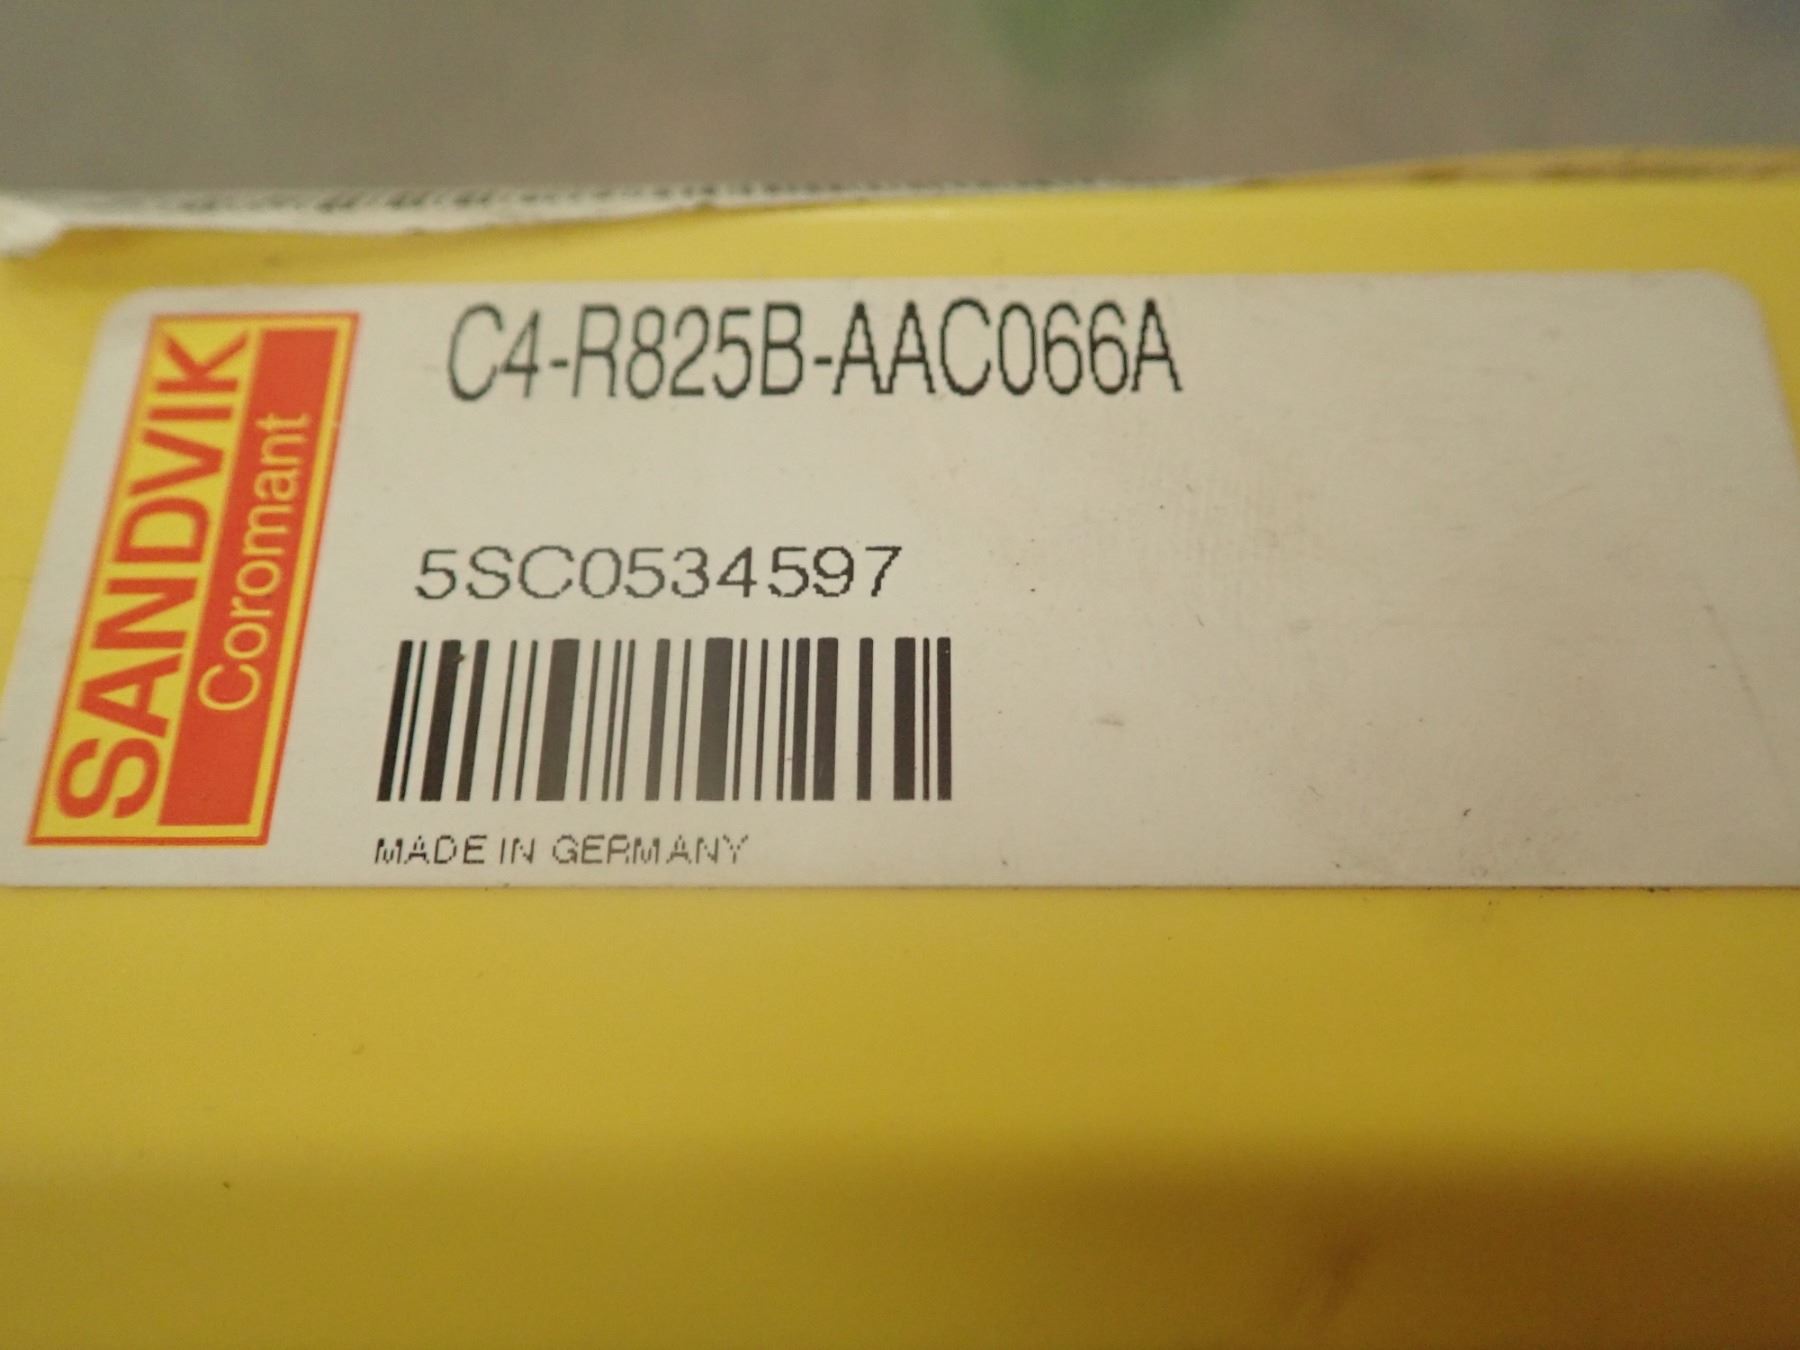 SANDVIK
Coromant
C4-R825B-AAC066A
5SC0534597
MADE IN GERMANY